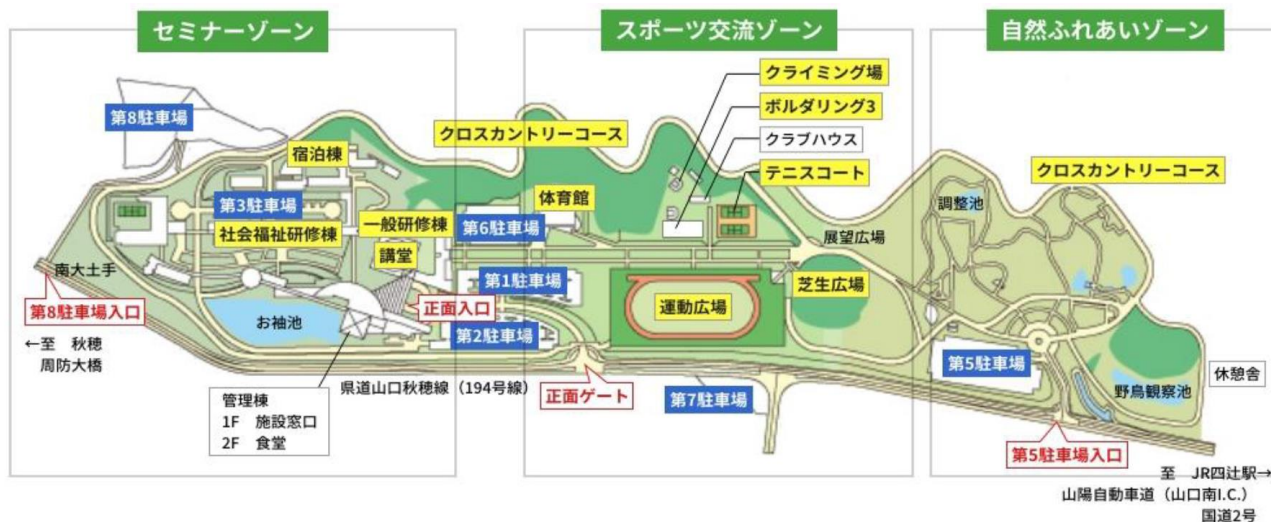 セミナーゾーン
スポーツ交流ゾーン
自然ふれあいゾーン
クライミング場
ボルダリング3
クラブハウス
テニスコート
第8駐車場
クロスカントリーコース
クロスカントリーコース
宿泊棟
第3駐車場
社会福祉研修棟
一般研修棟
講堂
第6駐車場
体育館
展望広場
調整池
南大土手
第8駐車場入口
←至 秋穂
周防大橋
お袖池
正面入口
第1駐車場
第2駐車場
運動広場
芝生広場
第5駐車場
野鳥観察池
休憩舎
管理棟
1F 施設窓口
2F 食堂
県道山口秋穂線（194号線）
正面ゲート
第7駐車場
第5駐車場入口
至 JR四辻駅→
山陽自動車道（山口南I.C.）
国道2号